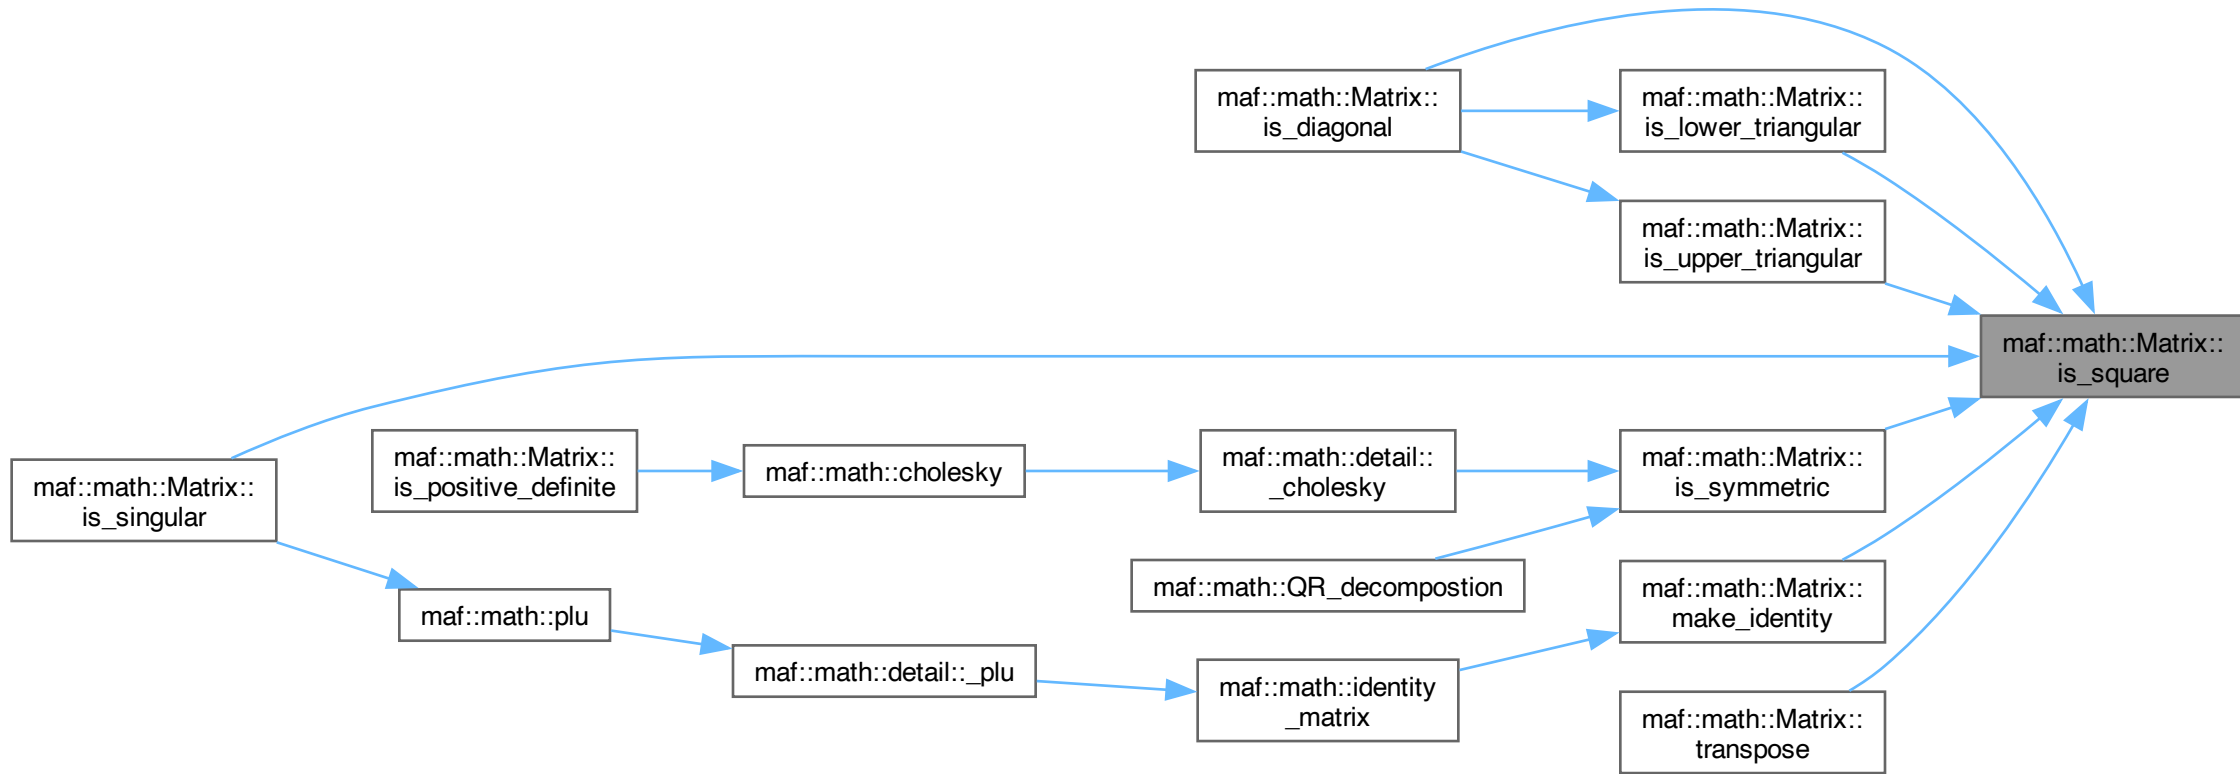 maf::math::Matrix::
is_diagonal
maf::math::Matrix::
is_lower_triangular
maf::math::Matrix::
is_upper_triangular
maf::math::Matrix::
is_square
maf::math::Matrix::
is_singular
maf::math::Matrix::
is_positive_definite
maf::math::cholesky
maf::math::detail::
_cholesky
maf::math::Matrix::
is_symmetric
maf::math::QR_decompostion
maf::math::plu
maf::math::detail::_plu
maf::math::identity
_matrix
maf::math::Matrix::
make_identity
maf::math::Matrix::
transpose